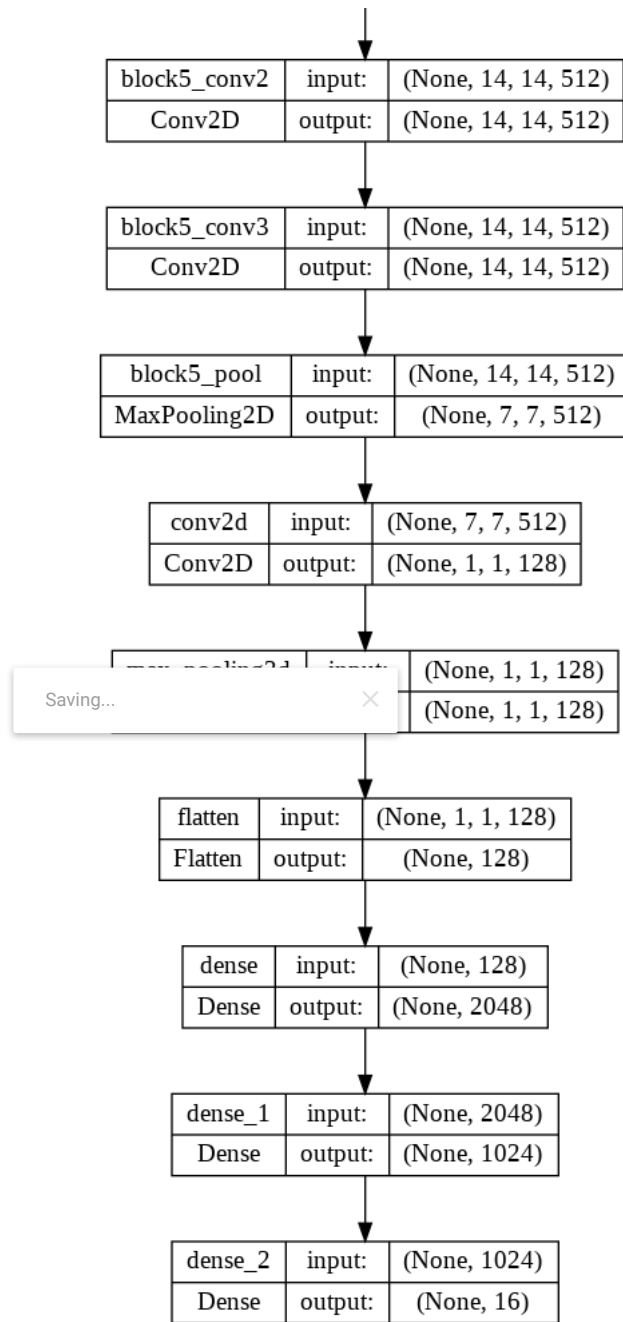 block5_conv2 input: (None, 14, 14, 512)
Conv2D output: (None, 14, 14, 512)
block5_conv3 input: (None, 14, 14, 512)
Conv2D output: (None, 14, 14, 512)
block5_pool input: (None, 14, 14, 512)
MaxPooling2D output: (None, 7, 7, 512)
conv2d input: (None, 7, 7, 512)
Conv2D output: (None, 1, 1, 128)
(None, 1, 1, 128)
Saving...
(None, 1, 1, 128)
flatten input: (None, 1, 1, 128)
Flatten output: (None, 128)
dense input: (None, 128)
Dense output: (None, 2048)
dense_1 input: (None, 2048)
Dense output: (None, 1024)
dense_2 input: (None, 1024)
Dense output: (None, 16)